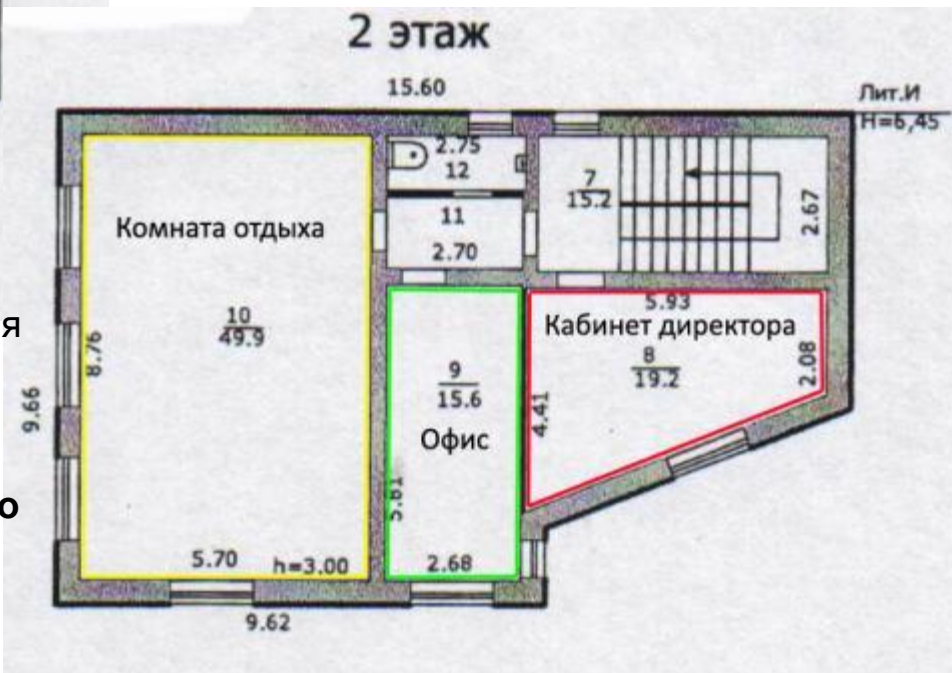 2 этаж
15.60
Лит.И
Н=6,45
2.75
12
7
15.2
2.67
11
2.70
Комната отдыха
10
49.9
8.76
9.66
я
5.93
Кабинет директора
8
19.2
2.08
4.41
9
15.6
Офис
5.81
о
5.70
h=3.00
2.68
9.62